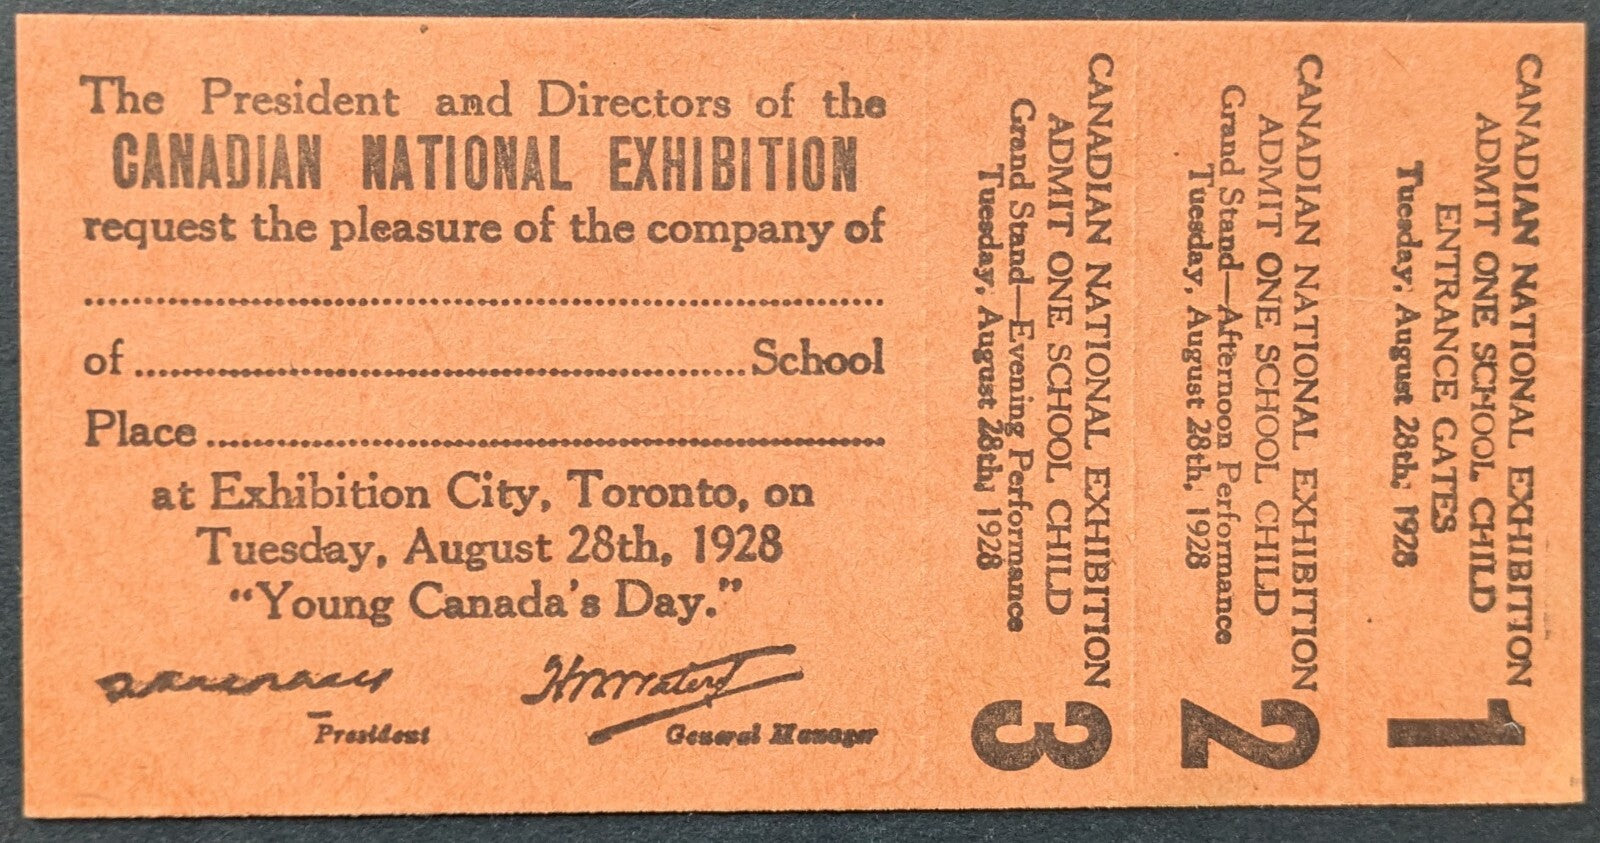 The President and Directors of the
CANADIAN NATIONAL EXHIBITION
request the pleasure of the company of
of School
Place
at Exhibition City, Toronto, on
Tuesday, August 28th, 1928
“Young Canada's Day.”
President
General Manager
CANADIAN NATIONAL EXHIBITION
ADMIT ONE SCHOOL CHILD
Grand Stand—Evening Performance
Tuesday, August 28th, 1928
3
CANADIAN NATIONAL EXHIBITION
ADMIT ONE SCHOOL CHILD
Grand Stand—Afternoon Performance
Tuesday, August 28th, 1928
2
CANADIAN NATIONAL EXHIBITION
ADMIT ONE SCHOOL CHILD
ENTRANCE GATES
Tuesday, August 28th, 1928
1